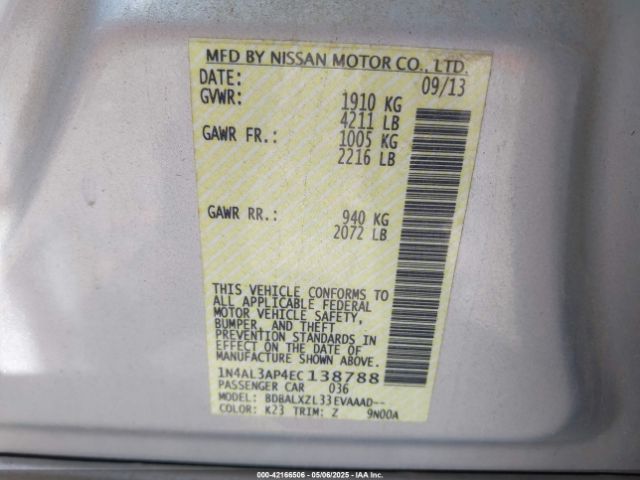 MFD BY NISSAN MOTOR CO., LTD.
DATE: 09/13
GVWR: 1910 KG
4211 LB
GAWR FR.: 1005 KG
2216 LB
GAWR RR.: 940 KG
2072 LB
THIS VEHICLE CONFORMS TO
ALL APPLICABLE FEDERAL
MOTOR VEHICLE SAFETY,
BUMPER, AND THEFT
PREVENTION STANDARDS IN
EFFECT ON THE DATE OF
MANUFACTURE SHOWN ABOVE.
1N4AL3AP4EC138788
PASSENGER CAR 036
MODEL: BDBALXZL33EVAAAD--
COLOR: K23 TRIM: Z 9N00A
000-42166506 - 05/06/2025 - IAA Inc.